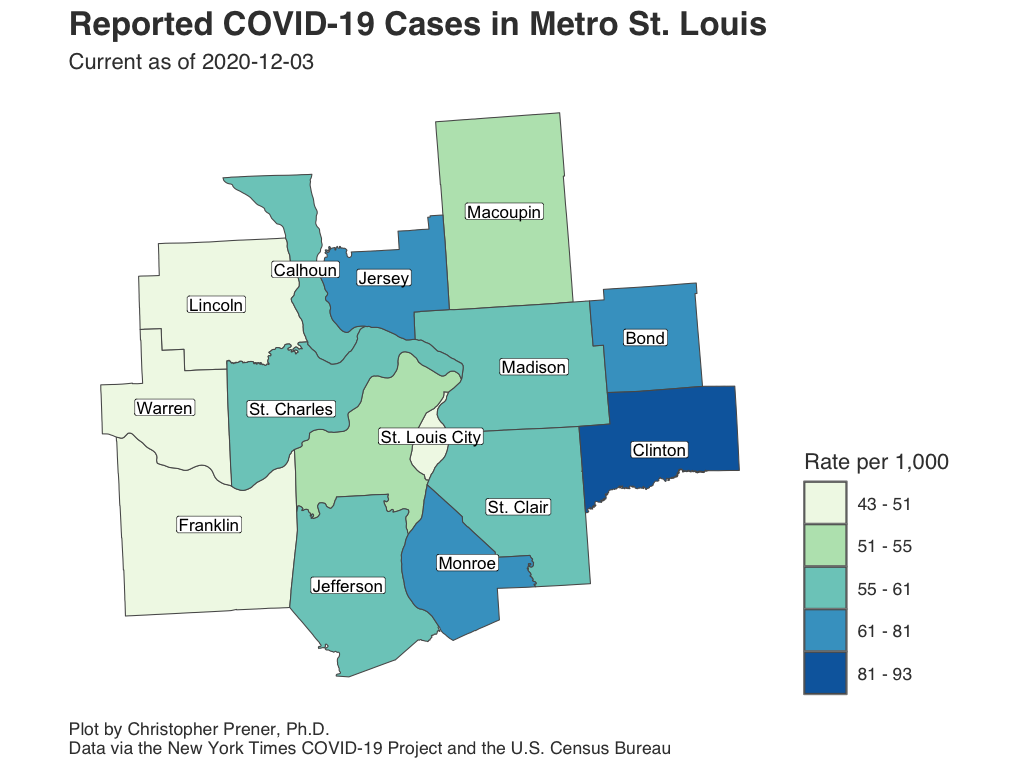 Reported COVID-19 Cases in Metro St. Louis
Current as of 2020-12-03
Macoupin
Calhoun
Jersey
Lincoln
Bond
Madison
Warren
St. Charles
St. Louis City
Clinton
Rate per 1,000
43 - 51
St. Clair
Franklin
51 - 55
Monroe
Jefferson
55 - 61
61 - 81
81 - 93
Plot by Christopher Prener, Ph.D.
Data via the New York Times COVID-19 Project and the U.S. Census Bureau